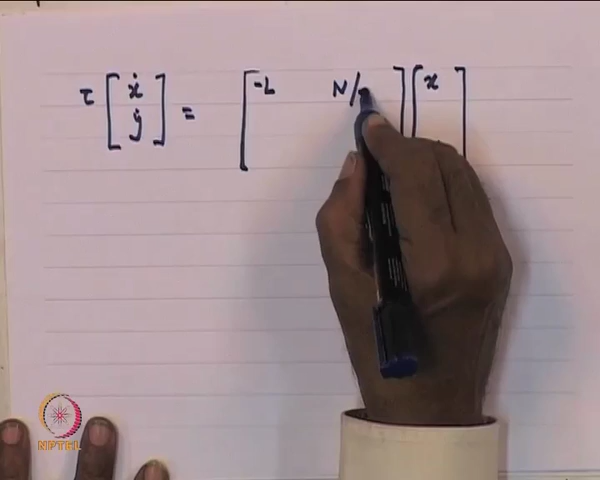 τ [ẋ ẏ] = [-L N/ ] [x ]
NPTEL